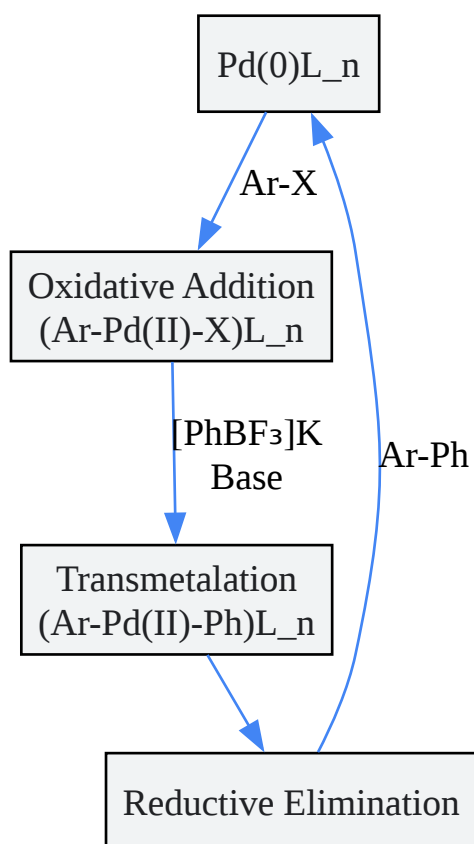 Pd(0)L_n
Ar-X
Oxidative Addition
(Ar-Pd(II)-X)L_n
[PhBF₃]K
Base
Ar-Ph
Transmetalation
(Ar-Pd(II)-Ph)L_n
Reductive Elimination